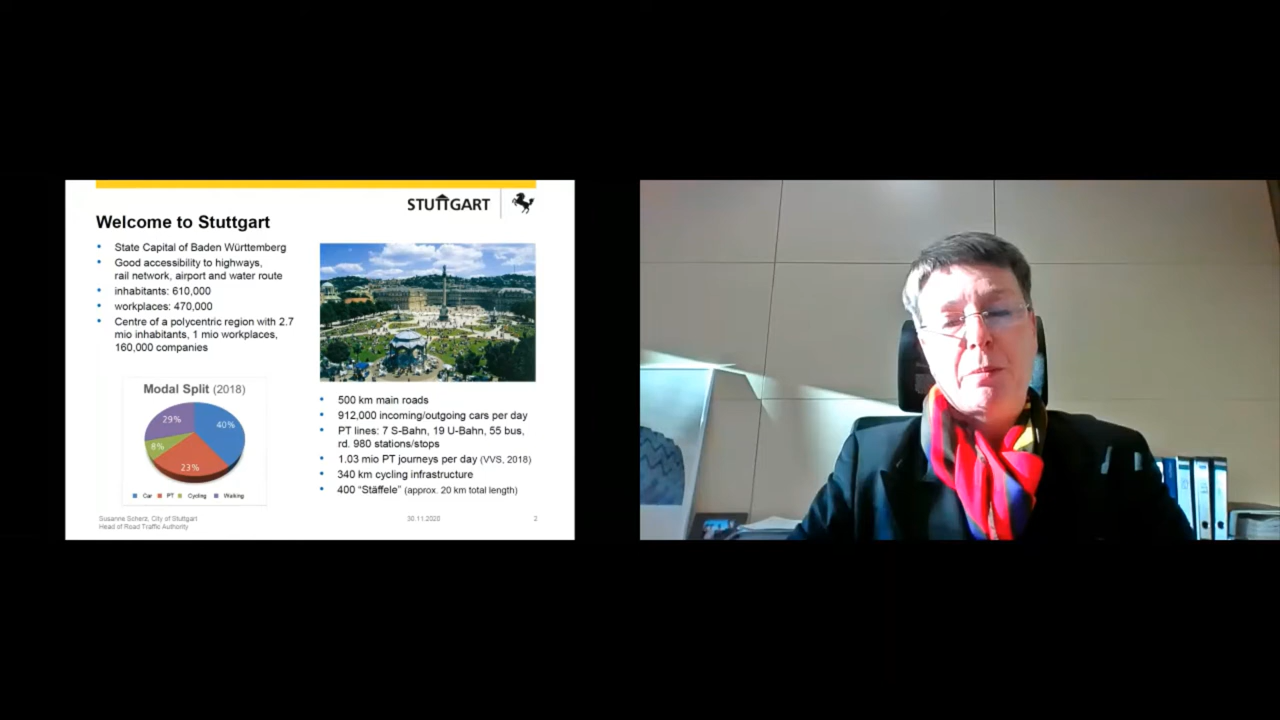 STUTTGART
Welcome to Stuttgart
• State Capital of Baden Württemberg
• Good accessibility to highways,
rail network, airport and water route
• inhabitants: 610,000
• workplaces: 470,000
• Centre of a polycentric region with 2.7
mio inhabitants, 1 mio workplaces,
160,000 companies
Modal Split (2018)
29%
40%
8%
23%
Car PT Cycling Walking
• 500 km main roads
• 912,000 incoming/outgoing cars per day
• PT lines: 7 S-Bahn, 19 U-Bahn, 55 bus,
rd. 980 stations/stops
• 1.03 mio PT journeys per day (VVS, 2018)
• 340 km cycling infrastructure
• 400 “Stäffele” (approx. 20 km total length)
Susanne Scherz, City of Stuttgart
Head of Road Traffic Authority
30.11.2020
2